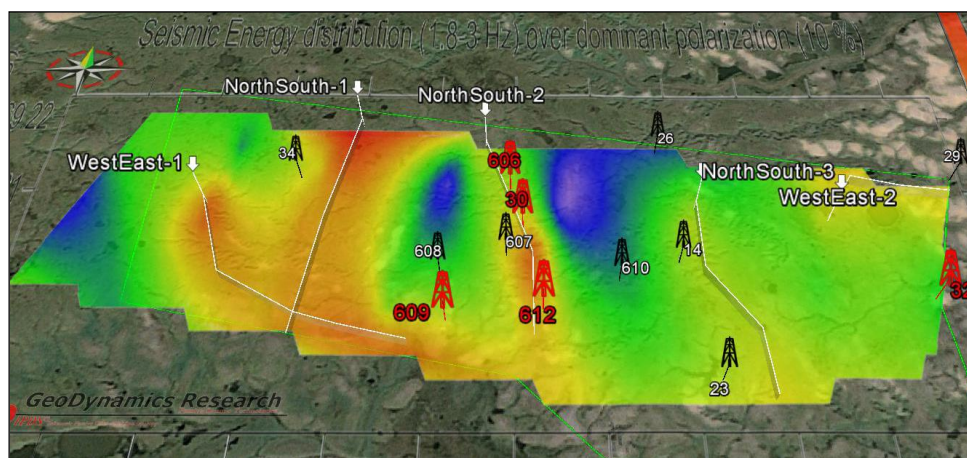 Seismic Energy distribution (1.8-3 Hz) over dominant polarization (10 %)
NorthSouth-1
NorthSouth-2
26
34
WestEast-1
606
29
NorthSouth-3
WestEast-2
30
607
608
14
610
32
609
612
23
GeoDynamics Research